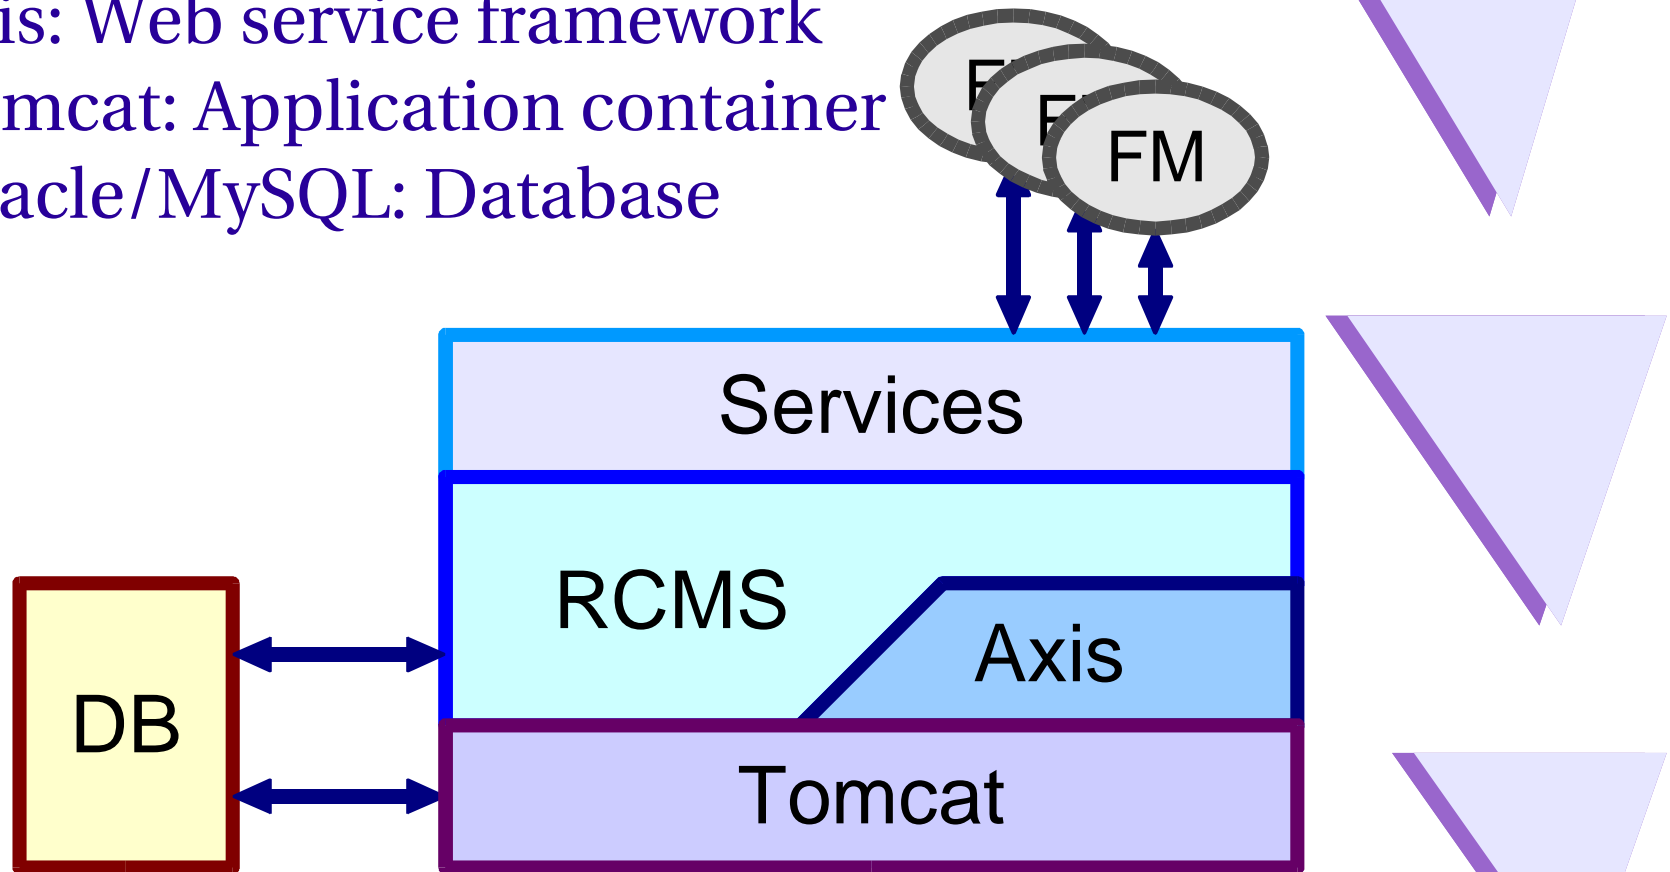 is: Web service framework
mcat: Application container
acle/MySQL: Database
FM
Services
RCMS
Axis
DB
Tomcat